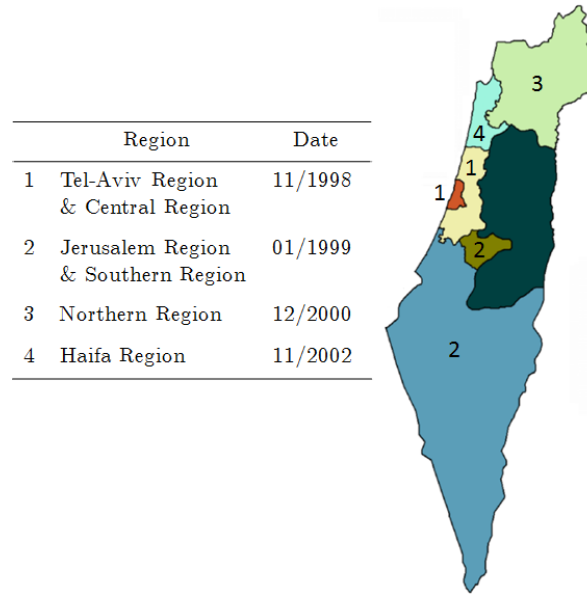 Region Date
1 Tel-Aviv Region 11/1998
& Central Region
2 Jerusalem Region 01/1999
& Southern Region
3 Northern Region 12/2000
4 Haifa Region 11/2002
3
4
1
1
2
2